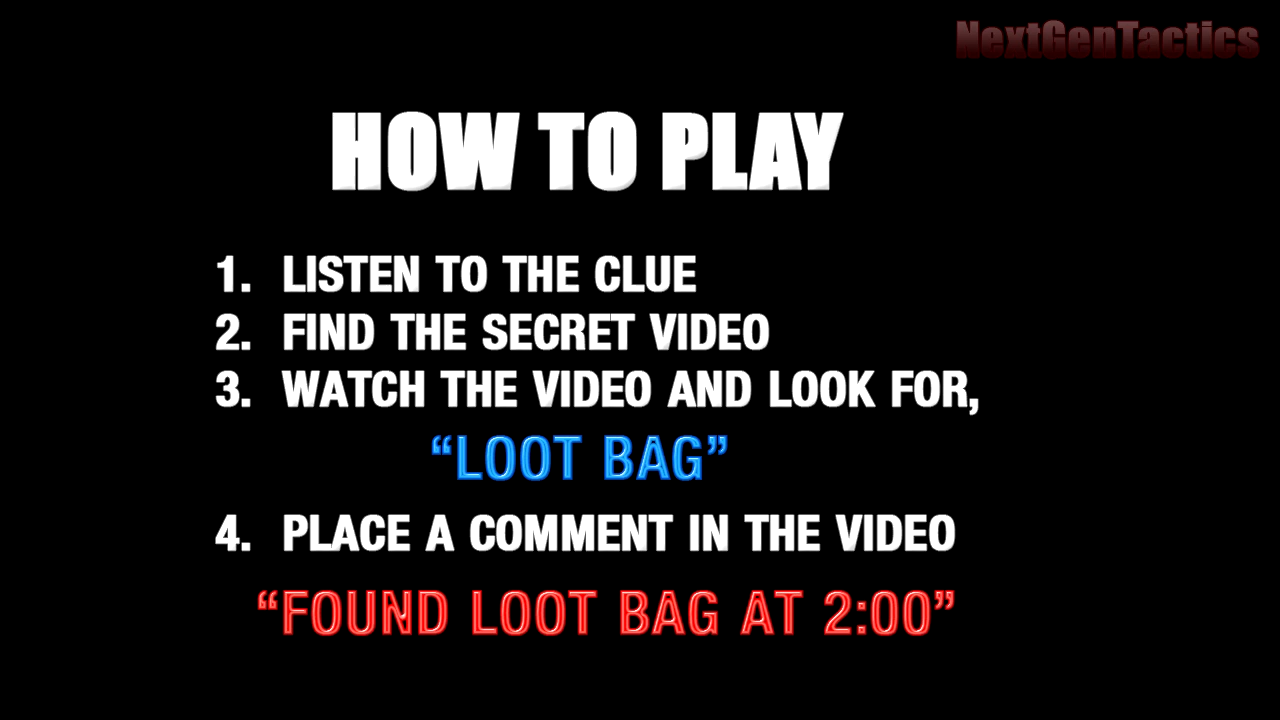 NextGenTactics
HOW TO PLAY
1. LISTEN TO THE CLUE
2. FIND THE SECRET VIDEO
3. WATCH THE VIDEO AND LOOK FOR,
“LOOT BAG”
4. PLACE A COMMENT IN THE VIDEO
“FOUND LOOT BAG AT 2:00”